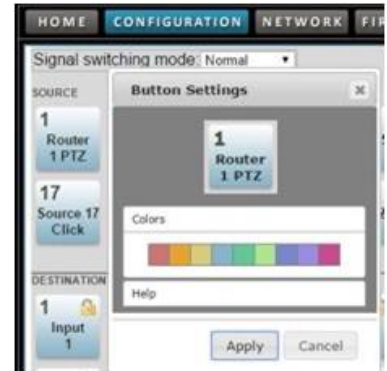 HOME CONFIGURATION NETWORK FI
Signal switching mode: Normal
SOURCE
Button Settings
1
Router
1 PTZ
17
Source 17
Click
1
Router
1 PTZ
Colors
Help
DESTINATION
1
Input
1
Apply Cancel